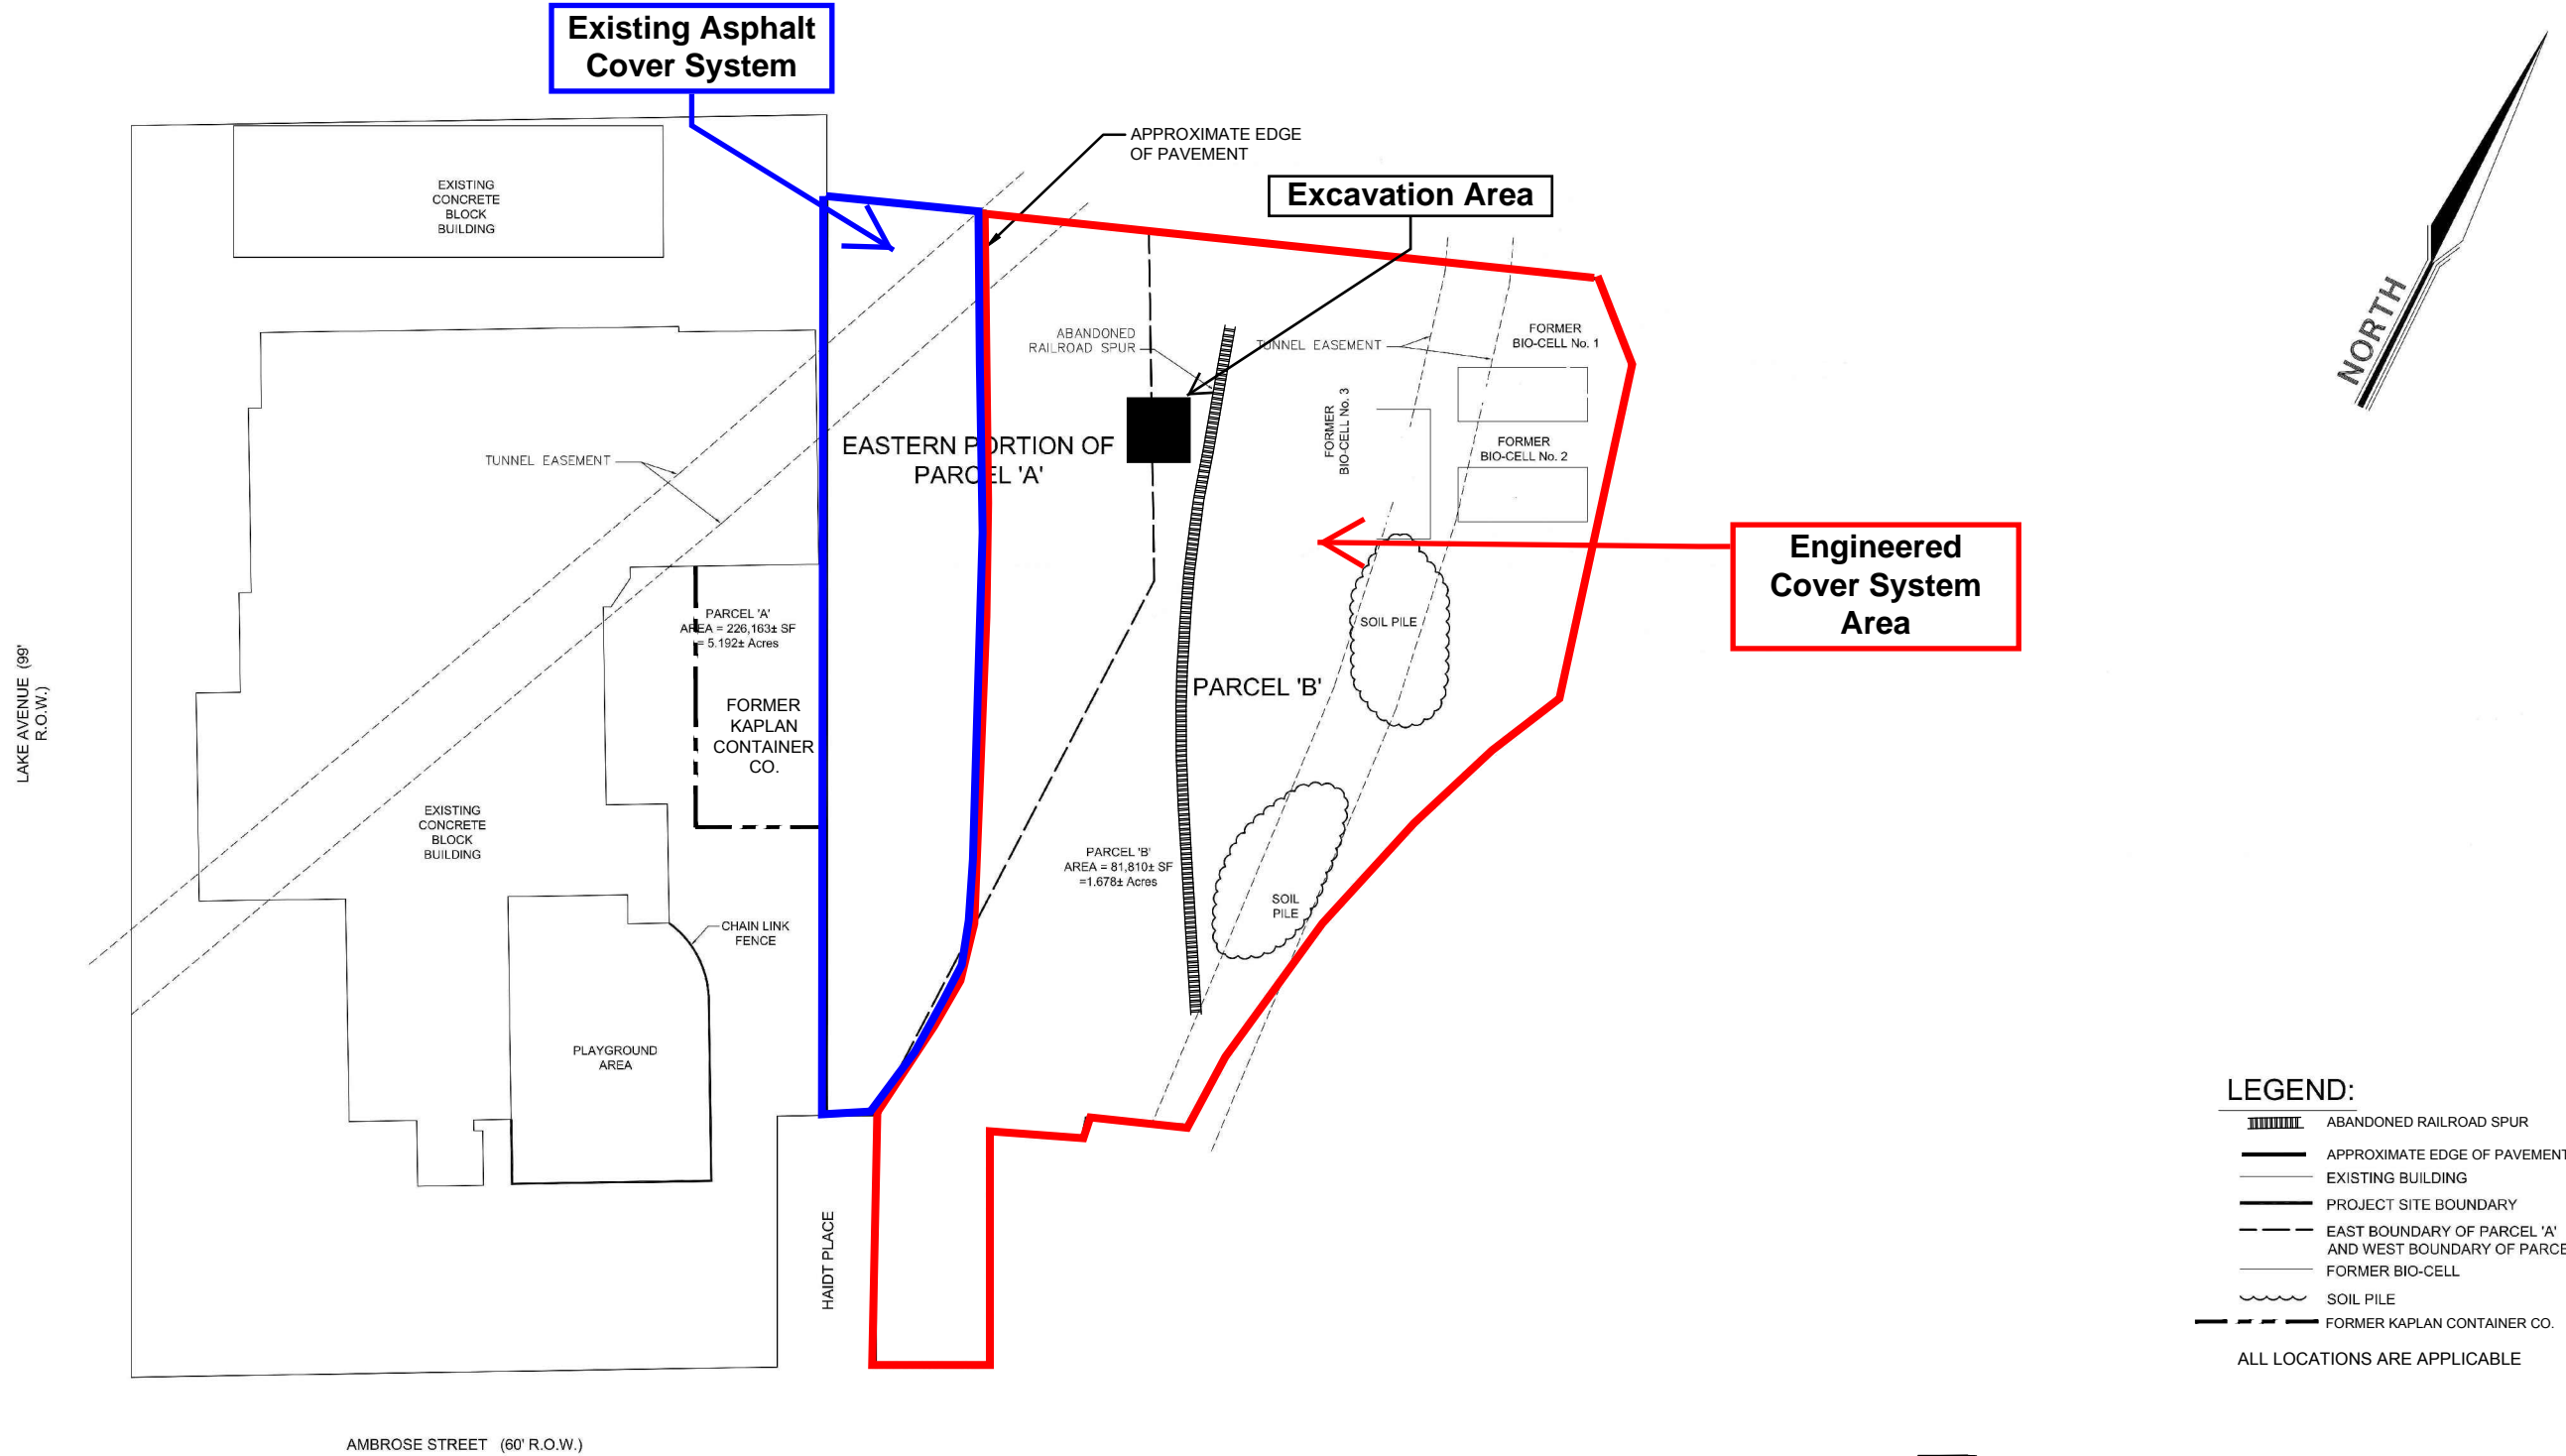 Existing Asphalt
Cover System
APPROXIMATE EDGE
OF PAVEMENT
Excavation Area
EXISTING
CONCRETE
BLOCK
BUILDING
NORTH
ABANDONED
RAILROAD SPUR
TUNNEL EASEMENT
FORMER
BIO-CELL No. 1
FORMER
BIO-CELL No. 3
FORMER
BIO-CELL No. 2
EASTERN PORTION OF
PARCEL 'A'
TUNNEL EASEMENT
Engineered
Cover System
Area
PARCEL 'A'
AREA = 226,163± SF
= 5.192± Acres
SOIL PILE
LAKE AVENUE (99'
R.O.W.)
FORMER
KAPLAN
CONTAINER
CO.
PARCEL 'B'
EXISTING
CONCRETE
BLOCK
BUILDING
PARCEL 'B'
AREA = 81,810± SF
=1.678± Acres
SOIL
PILE
CHAIN LINK
FENCE
PLAYGROUND
AREA
HAIDT PLACE
LEGEND:
ABANDONED RAILROAD SPUR
APPROXIMATE EDGE OF PAVEMENT
EXISTING BUILDING
PROJECT SITE BOUNDARY
EAST BOUNDARY OF PARCEL 'A'
AND WEST BOUNDARY OF PARCE
FORMER BIO-CELL
SOIL PILE
FORMER KAPLAN CONTAINER CO.
ALL LOCATIONS ARE APPLICABLE
AMBROSE STREET (60' R.O.W.)